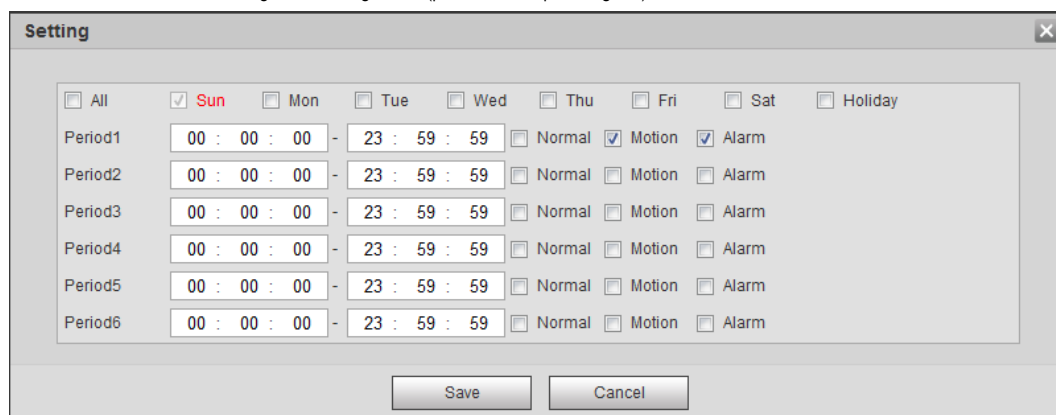 Setting
All Sun Mon Tue Wed Thu Fri Sat Holiday
Period1 00 : 00 : 00 - 23 : 59 : 59 Normal Motion Alarm
Period2 00 : 00 : 00 - 23 : 59 : 59 Normal Motion Alarm
Period3 00 : 00 : 00 - 23 : 59 : 59 Normal Motion Alarm
Period4 00 : 00 : 00 - 23 : 59 : 59 Normal Motion Alarm
Period5 00 : 00 : 00 - 23 : 59 : 59 Normal Motion Alarm
Period6 00 : 00 : 00 - 23 : 59 : 59 Normal Motion Alarm
Save Cancel